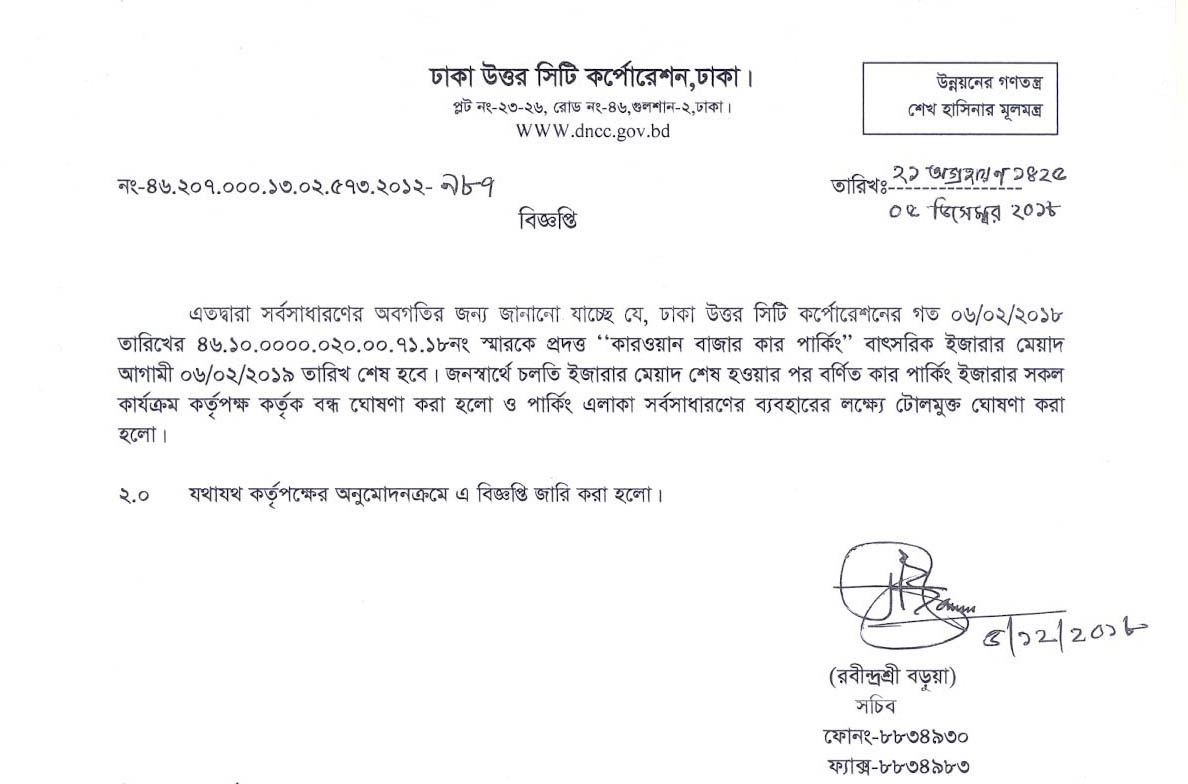 ঢাকা উত্তর সিটি কর্পোরেশন,ঢাকা।
প্লট নং-২৩-২৬, রোড নং-৪৬,গুলশান-২,ঢাকা।
WWW.dncc.gov.bd
উন্নয়নের গণতন্ত্র
শেখ হাসিনার মূলমন্ত্র
নং-৪৬.২০৭.০০০.১৩.০২.৫৭৩.২০১২- ৯৮৭
তারিখঃ ২১ অগ্রহায়ণ ১৪২৫
০৫ ডিসেম্বর ২০১৮
বিজ্ঞপ্তি
এতদ্বারা সর্বসাধারণের অবগতির জন্য জানানো যাচ্ছে যে, ঢাকা উত্তর সিটি কর্পোরেশনের গত ০৬/০২/২০১৮
তারিখের ৪৬.১০.০০০০.০২০.০০.৭১.১৮নং স্মারকে প্রদত্ত ‘‘কারওয়ান বাজার কার পার্কিং” বাৎসরিক ইজারার মেয়াদ
আগামী ০৬/০২/২০১৯ তারিখ শেষ হবে। জনস্বার্থে চলতি ইজারার মেয়াদ শেষ হওয়ার পর বর্ণিত কার পার্কিং ইজারার সকল
কার্যক্রম কর্তৃপক্ষ কর্তৃক বন্ধ ঘোষণা করা হলো ও পার্কিং এলাকা সর্বসাধারণের ব্যবহারের লক্ষ্যে টোলমুক্ত ঘোষণা করা
হলো।
২.০ যথাযথ কর্তৃপক্ষের অনুমোদনক্রমে এ বিজ্ঞপ্তি জারি করা হলো।
৫/১২/২০১৮
(রবীন্দ্রশ্রী বড়ুয়া)
সচিব
ফোনং-৮৮৩৪৯৩০
ফ্যাক্স-৮৮৩৪৯৮৩